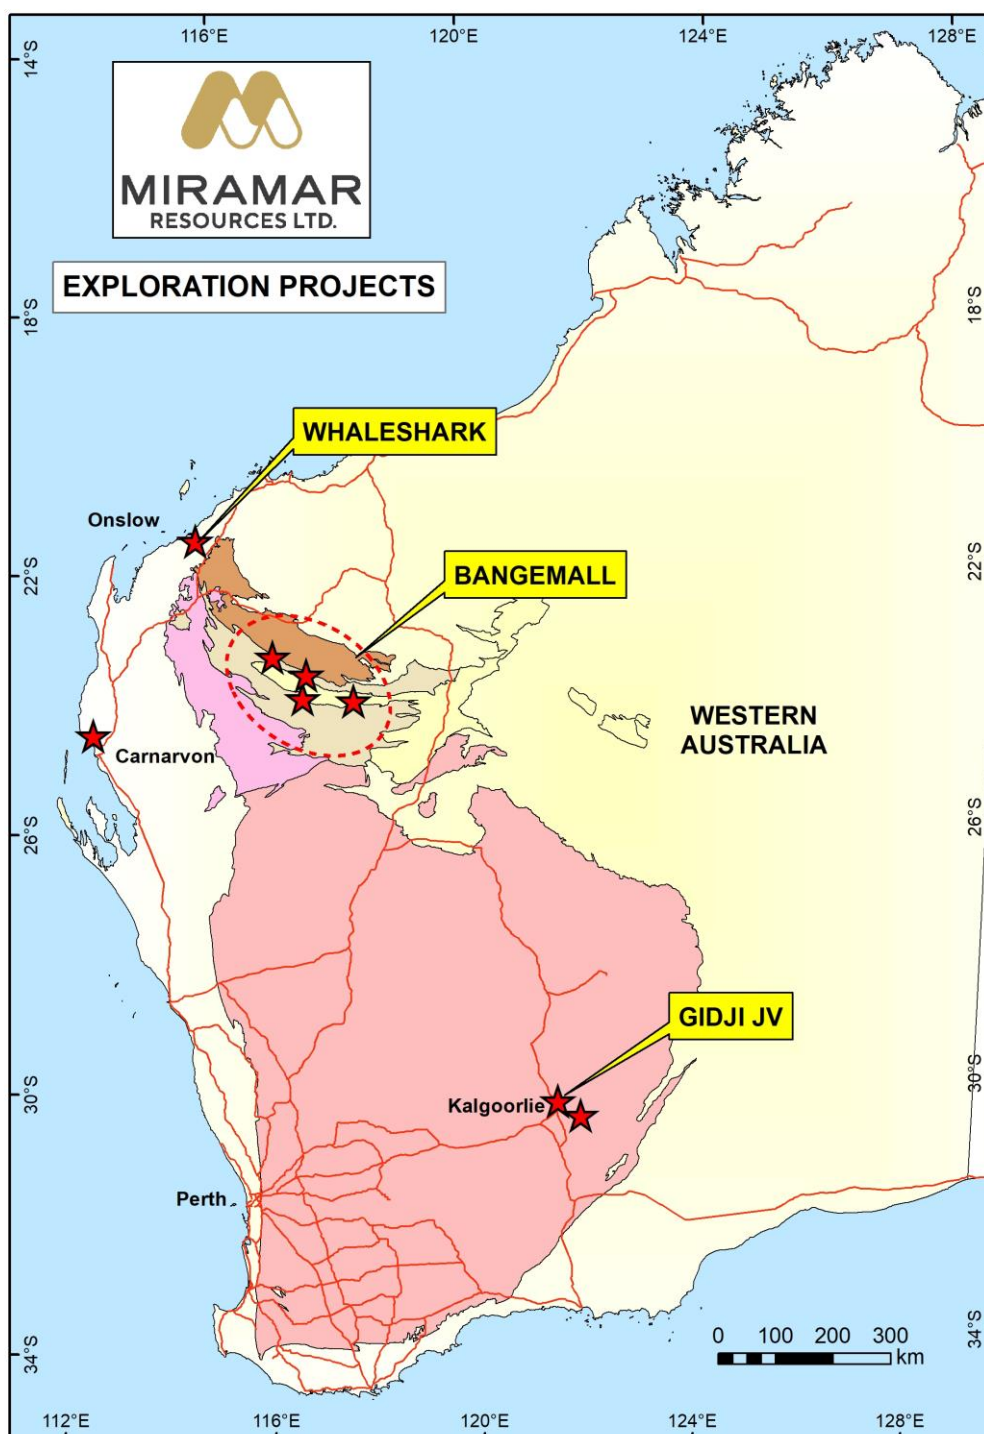 116°E
120°E
124°E
128°E
14°S
MIRAMAR
RESOURCES LTD.
EXPLORATION PROJECTS
18°S
18°S
WHALESHARK
Onslow
22°S
BANGEMALL
22°S
WESTERN
AUSTRALIA
Carnarvon
26°S
26°S
GIDJI JV
30°S
Kalgoorlie
30°S
Perth
34°S
0 100 200 300
km
34°S
112°E
116°E
120°E
124°E
128°E